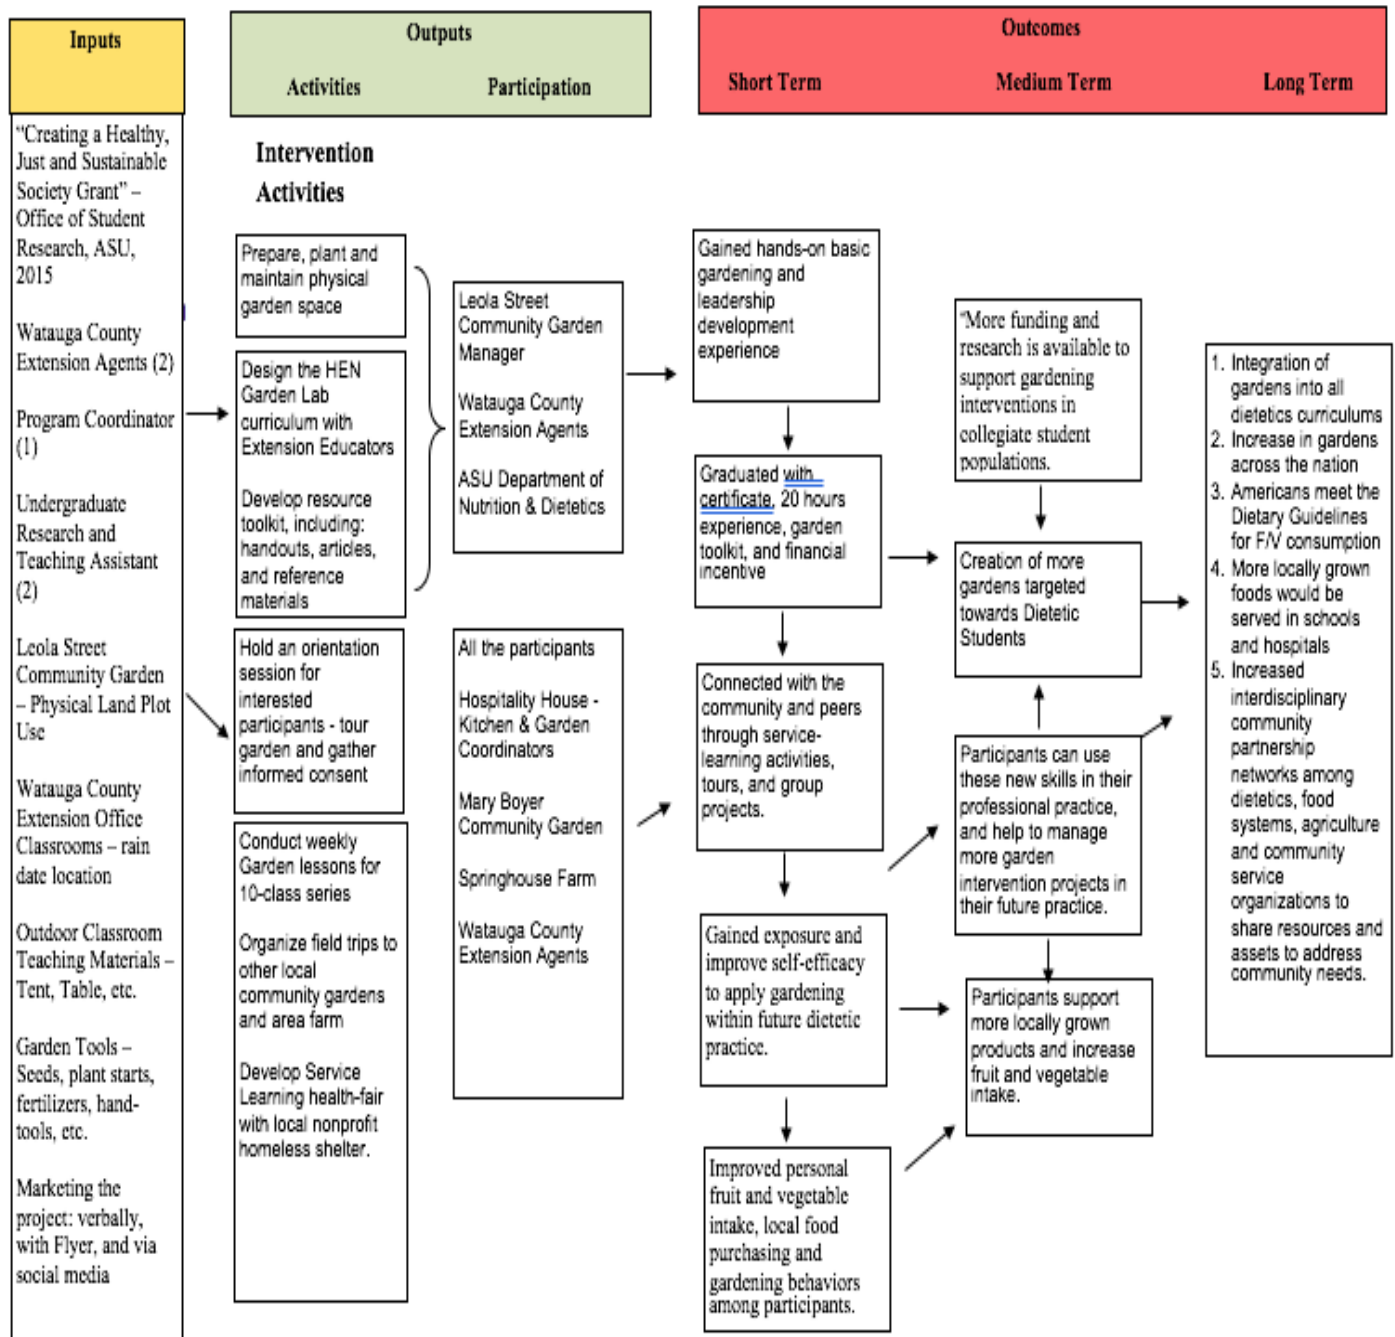 Inputs
Outputs
Activities
Participation
Outcomes
Short Term
Medium Term
Long Term
“Creating a Healthy,
Just and Sustainable
Society Grant” –
Office of Student
Research, ASU,
2015
Watauga County
Extension Agents (2)
Program Coordinator
(1)
Undergraduate
Research and
Teaching Assistant
(2)
Leola Street
Community Garden
– Physical Land Plot
Use
Watauga County
Extension Office
Classrooms – rain
date location
Outdoor Classroom
Teaching Materials –
Tent, Table, etc.
Garden Tools –
Seeds, plant starts,
fertilizers, hand-
tools, etc.
Marketing the
project: verbally,
with Flyer, and via
social media
Intervention
Activities
Prepare, plant and
maintain physical
garden space
Design the HEN
Garden Lab
curriculum with
Extension Educators
Develop resource
toolkit, including:
handouts, articles,
and reference
materials
Hold an orientation
session for
interested
participants - tour
garden and gather
informed consent
Conduct weekly
Garden lessons for
10-class series
Organize field trips to
other local
community gardens
and area farm
Develop Service
Learning health-fair
with local nonprofit
homeless shelter.
Leola Street
Community Garden
Manager
Watauga County
Extension Agents
ASU Department of
Nutrition & Dietetics
All the participants
Hospitality House -
Kitchen & Garden
Coordinators
Mary Boyer
Community Garden
Springhouse Farm
Watauga County
Extension Agents
Gained hands-on basic
gardening and
leadership
development
experience
Graduated with
certificate, 20 hours
experience, garden
toolkit, and financial
incentive
Connected with the
community and peers
through service-
learning activities,
tours, and group
projects.
Gained exposure and
improve self-efficacy
to apply gardening
within future dietetic
practice.
Improved personal
fruit and vegetable
intake, local food
purchasing and
gardening behaviors
among participants.
“More funding and
research is available to
support gardening
interventions in
collegiate student
populations.
Creation of more
gardens targeted
towards Dietetic
Students
Participants can use
these new skills in their
professional practice,
and help to manage
more garden
intervention projects in
their future practice.
Participants support
more locally grown
products and increase
fruit and vegetable
intake.
1. Integration of
gardens into all
dietetics curriculums
2. Increase in gardens
across the nation
3. Americans meet the
Dietary Guidelines
for F/V consumption
4. More locally grown
foods would be
served in schools
and hospitals
5. Increased
interdisciplinary
community
partnership
networks among
dietetics, food
systems, agriculture
and community
service
organizations to
share resources and
assets to address
community needs.